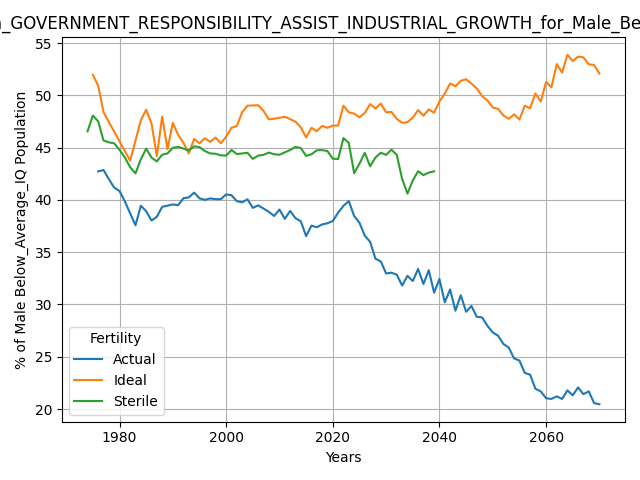 _GOVERNMENT_RESPONSIBILITY_ASSIST_INDUSTRIAL_GROWTH_for_Male_Be
% of Male Below_Average_IQ Population
55
50
45
40
35
30
25
20
Fertility
Actual
Ideal
Sterile
1980
2000
2020
2040
2060
Years